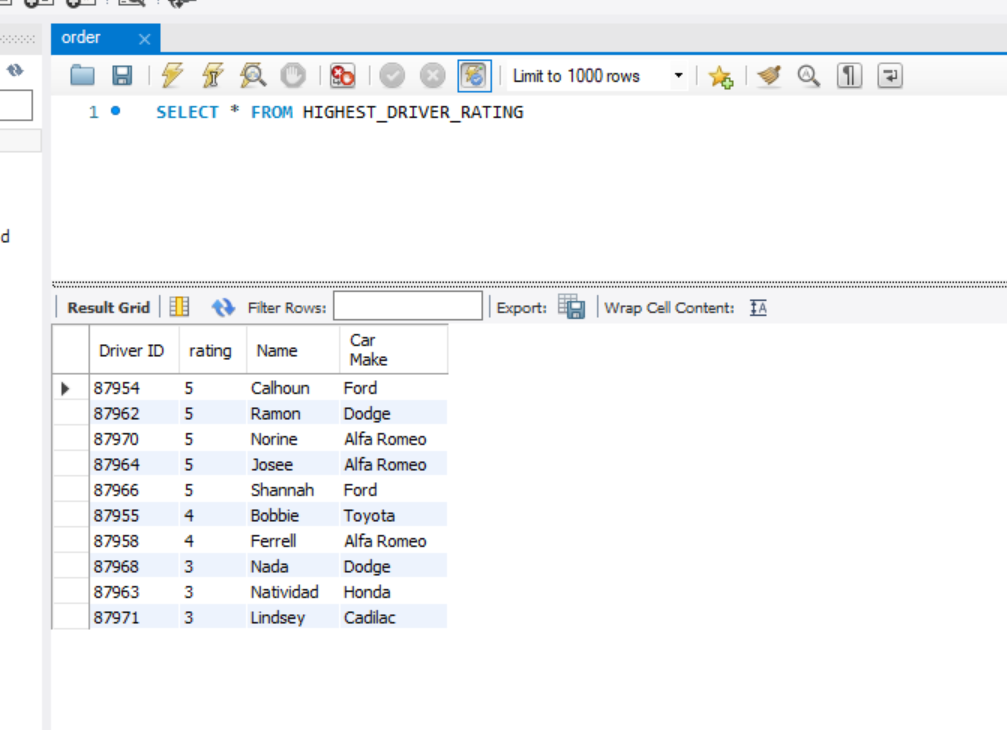 order
Limit to 1000 rows
1 SELECT * FROM HIGHEST_DRIVER_RATING
d
Result Grid Filter Rows: Export: Wrap Cell Content:
Driver ID rating Name Car Make
87954 5 Calhoun Ford
87962 5 Ramon Dodge
87970 5 Norine Alfa Romeo
87964 5 Josee Alfa Romeo
87966 5 Shannah Ford
87955 4 Bobbie Toyota
87958 4 Ferrell Alfa Romeo
87968 3 Nada Dodge
87963 3 Natividad Honda
87971 3 Lindsey Cadilac